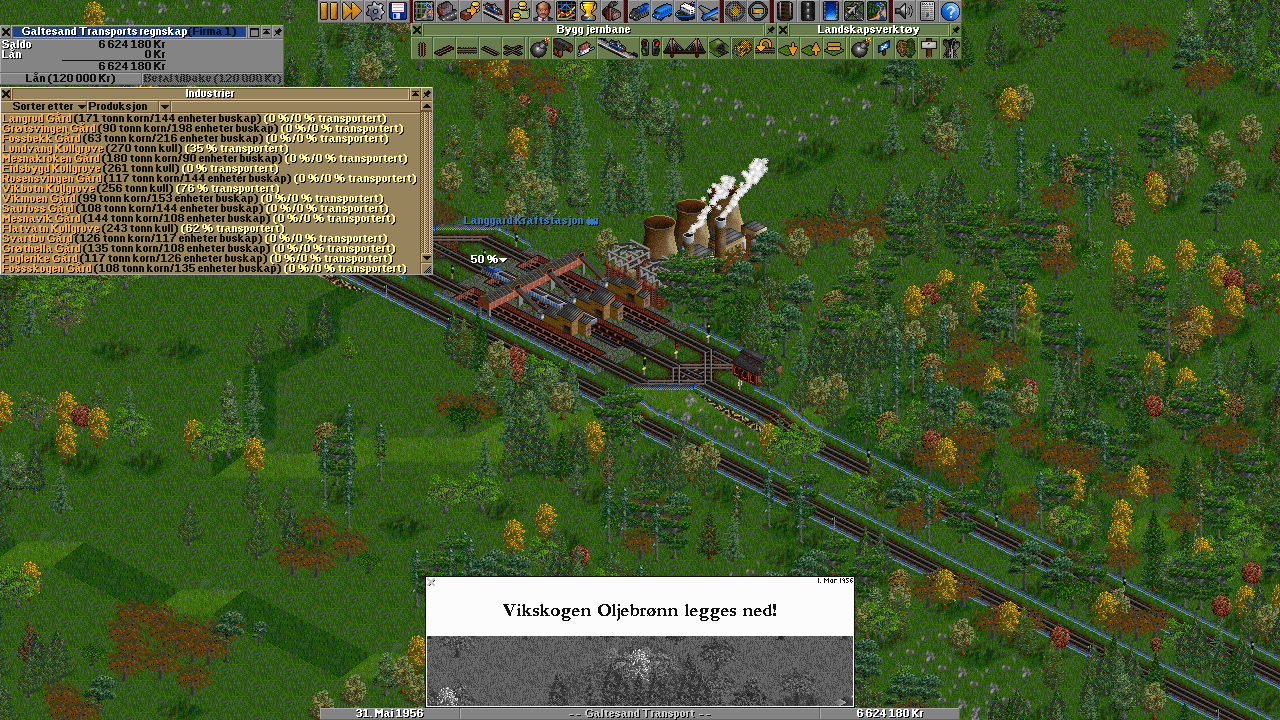 Galtesand Transports regnskap (Firma 1)
Saldo 6 624 180 Kr
Lån 0 Kr
6 624 180 Kr
Lån (120 000 Kr) Betal tilbake (120 000 Kr)
Industrier
Sorter etter Produksjon
Langrud Gård (171 tonn korn/144 enheter buskap) (0 %/0 % transportert)
Grøtsvingen Gård (90 tonn korn/198 enheter buskap) (0 %/0 % transportert)
Fossbekk Gård (63 tonn korn/216 enheter buskap) (0 %/0 % transportert)
Lundvang Kullgruve (270 tonn kull) (35 % transportert)
Mesnakroken Gård (180 tonn korn/90 enheter buskap) (0 %/0 % transportert)
Eidsbygd Kullgruve (261 tonn kull) (0 % transportert)
Rosensvingen Gård (117 tonn korn/144 enheter buskap) (0 %/0 % transportert)
Vikbotn Kullgruve (256 tonn kull) (76 % transportert)
Vikmoen Gård (99 tonn korn/153 enheter buskap) (0 %/0 % transportert)
Saufoss Gård (108 tonn korn/144 enheter buskap) (0 %/0 % transportert)
Mesnavik Gård (144 tonn korn/108 enheter buskap) (0 %/0 % transportert)
Flatvatn Kullgruve (243 tonn kull) (62 % transportert)
Svartbu Gård (126 tonn korn/117 enheter buskap) (0 %/0 % transportert)
Grøthella Gård (135 tonn korn/108 enheter buskap) (0 %/0 % transportert)
Fuglerike Gård (117 tonn korn/126 enheter buskap) (0 %/0 % transportert)
Fossskogen Gård (108 tonn korn/135 enheter buskap) (0 %/0 % transportert)
Bygg jernbane
Landskapsverktøy
Langgard Kraftstasjon
50 %
1. Mar 1956
Vikskogen Oljebrønn legges ned!
31. Mai 1956
-- Galtesand Transport --
6 624 180 Kr